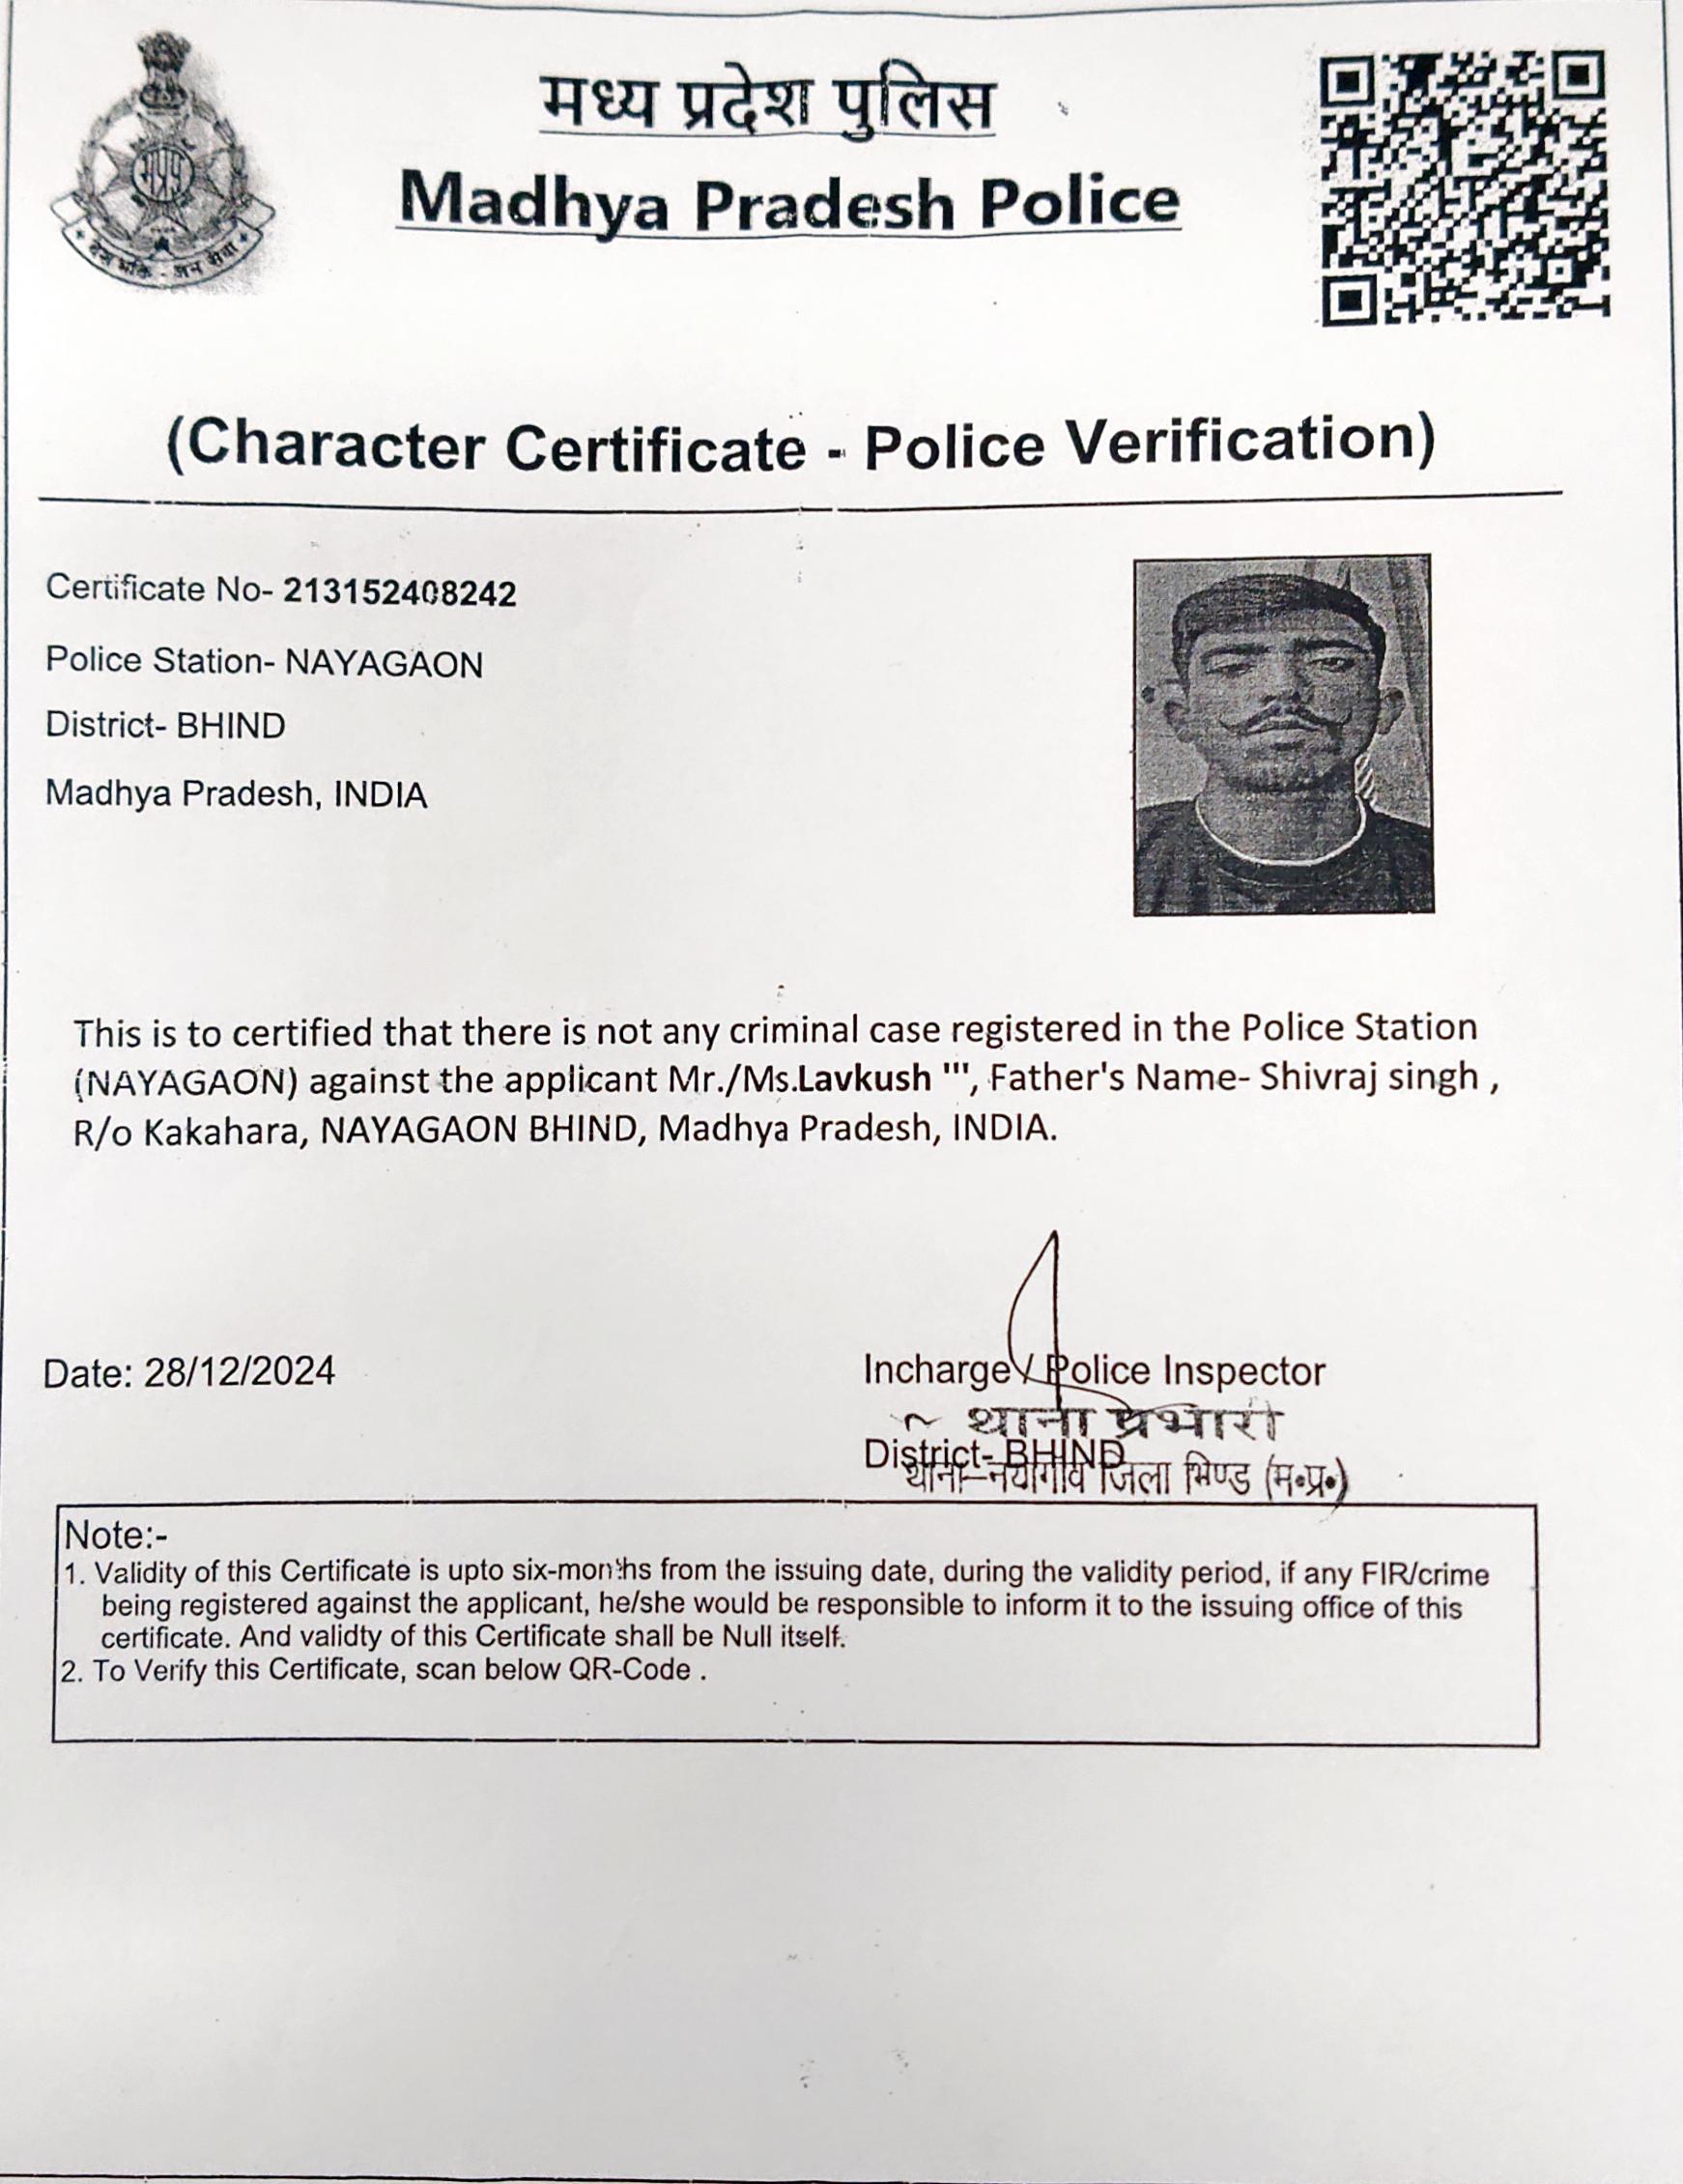 मध्य प्रदेश पुलिस
Madhya Pradesh Police
मप्रपु
देश भक्ति - जन सेवा
(Character Certificate - Police Verification)
Certificate No- 213152408242
Police Station- NAYAGAON
District- BHIND
Madhya Pradesh, INDIA
This is to certified that there is not any criminal case registered in the Police Station
(NAYAGAON) against the applicant Mr./Ms.Lavkush ''', Father's Name- Shivraj singh ,
R/o Kakahara, NAYAGAON BHIND, Madhya Pradesh, INDIA.
Date: 28/12/2024
Incharge / Police Inspector
थाना प्रभारी
District- BHIND
थाना-नयागांव जिला भिण्ड (म॰प्र॰)
Note:-
1. Validity of this Certificate is upto six-months from the issuing date, during the validity period, if any FIR/crime
being registered against the applicant, he/she would be responsible to inform it to the issuing office of this
certificate. And validty of this Certificate shall be Null itself.
2. To Verify this Certificate, scan below QR-Code .